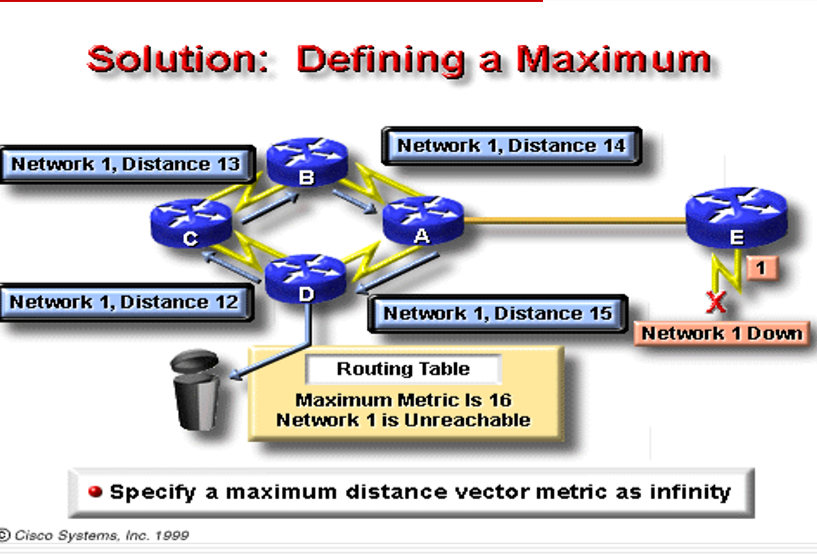 Solution: Defining a Maximum
Network 1, Distance 13
Network 1, Distance 14
B
C
A
E
D
1
X
Network 1, Distance 12
Network 1, Distance 15
Network 1 Down
Routing Table
Maximum Metric Is 16
Network 1 is Unreachable
Specify a maximum distance vector metric as infinity
© Cisco Systems, Inc. 1999